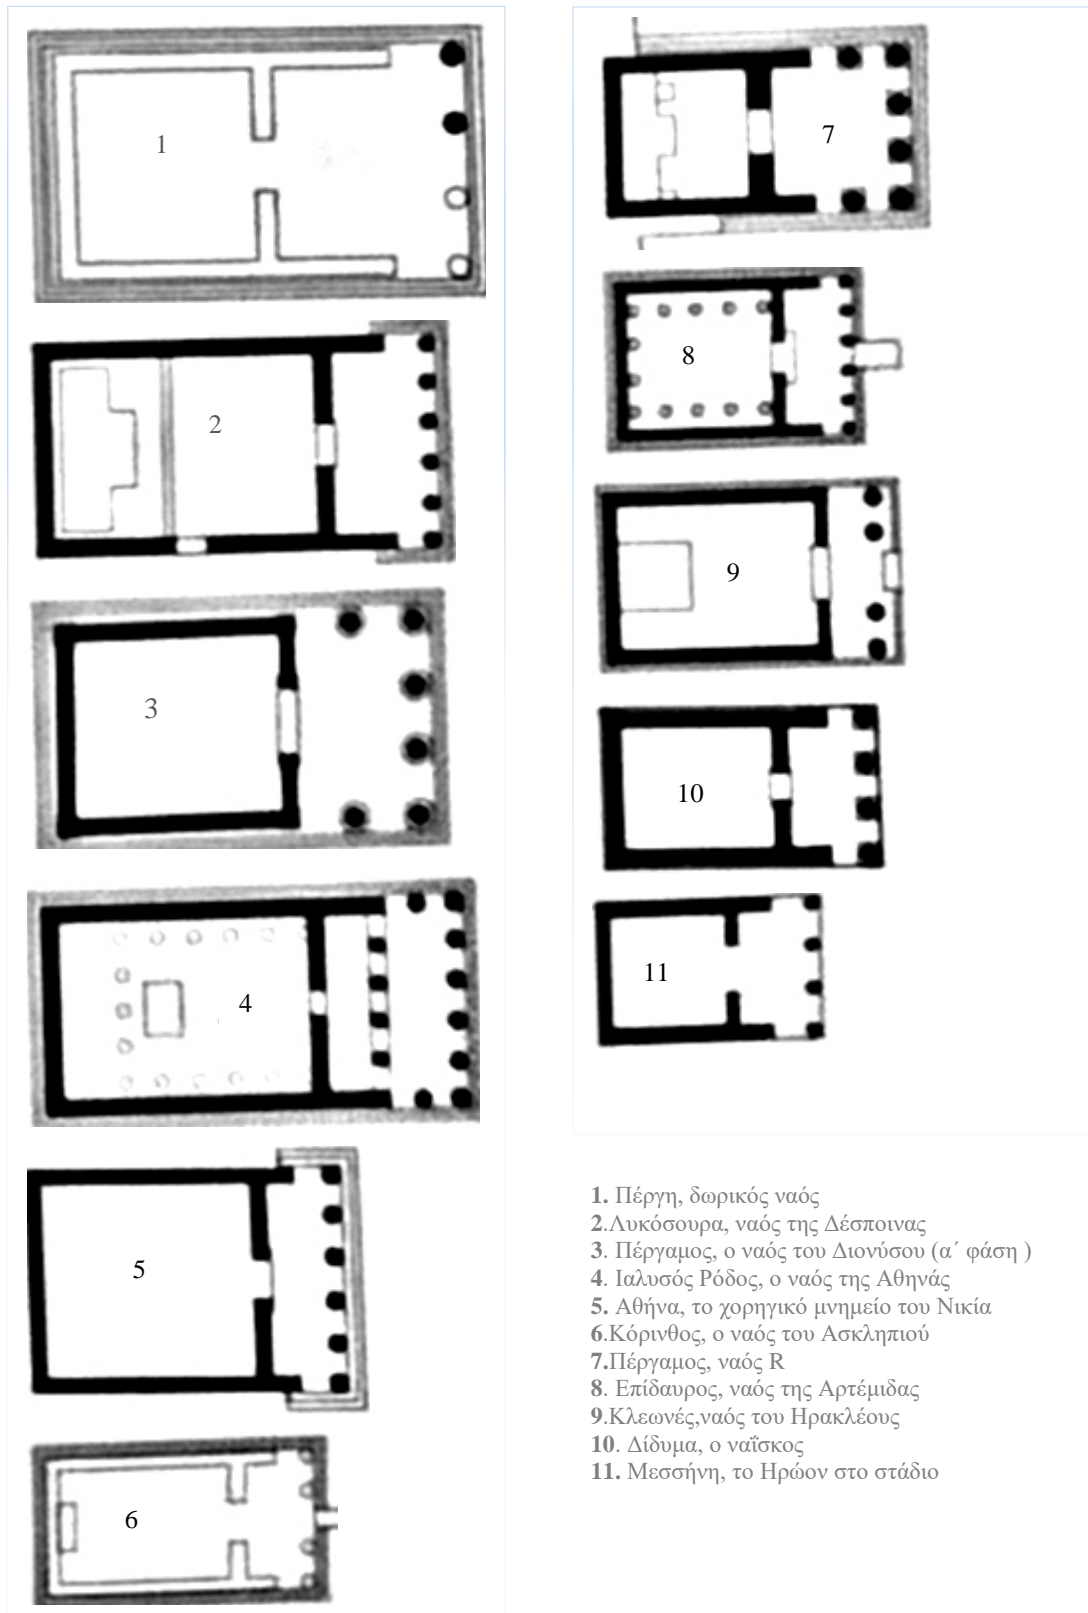 1
2
3
4
5
6
7
8
9
10
11
1. Πέργη, δωρικός ναός
2.Λυκόσουρα, ναός της Δέσποινας
3. Πέργαμος, ο ναός του Διονύσου (α΄ φάση )
4. Ιαλυσός Ρόδος, ο ναός της Αθηνάς
5. Αθήνα, το χορηγικό μνημείο του Νικία
6.Κόρινθος, ο ναός του Ασκληπιού
7.Πέργαμος, ναός R
8. Επίδαυρος, ναός της Αρτέμιδας
9.Κλεωνές,ναός του Ηρακλέους
10. Δίδυμα, ο ναΐσκος
11. Μεσσήνη, το Ηρώον στο στάδιο